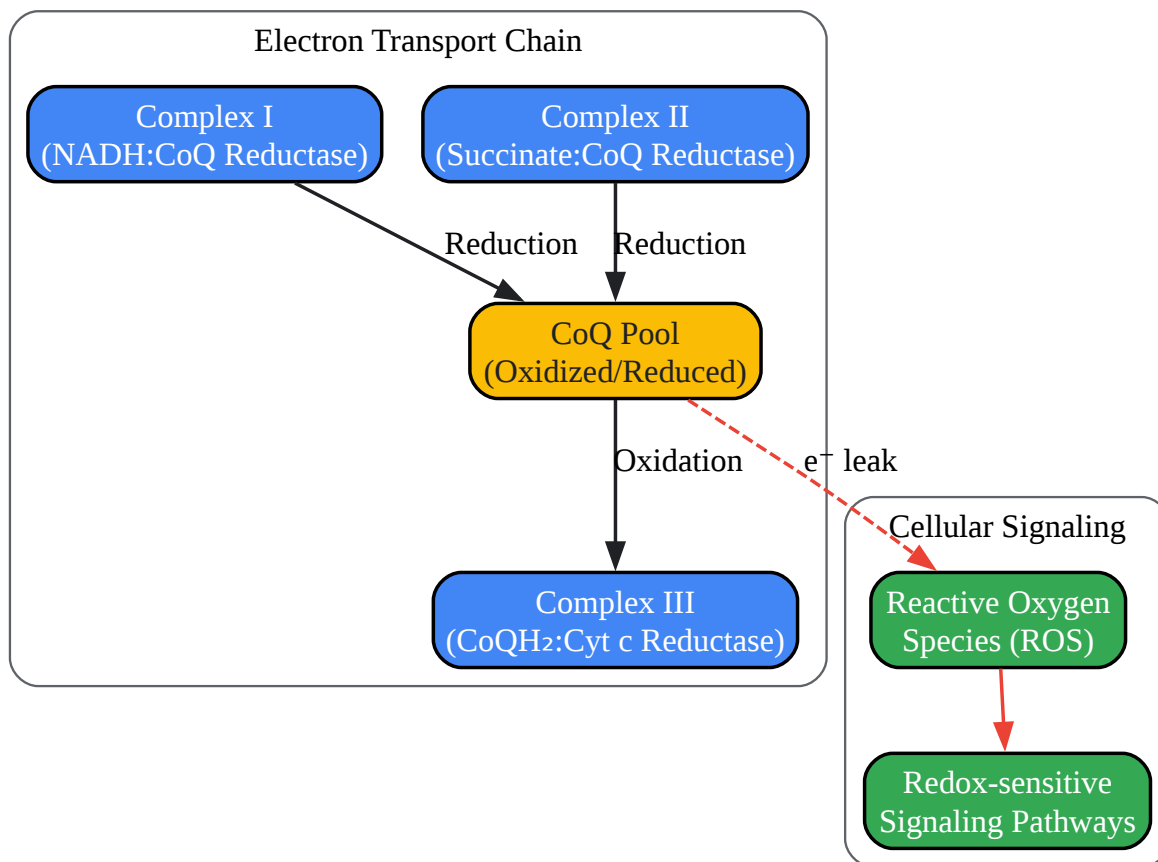 Electron Transport Chain
Complex I
(NADH:CoQ Reductase)
Complex II
(Succinate:CoQ Reductase)
Reduction
Reduction
CoQ Pool
(Oxidized/Reduced)
Oxidation
e⁻ leak
Complex III
(CoQH₂:Cyt c Reductase)
Cellular Signaling
Reactive Oxygen
Species (ROS)
Redox-sensitive
Signaling Pathways